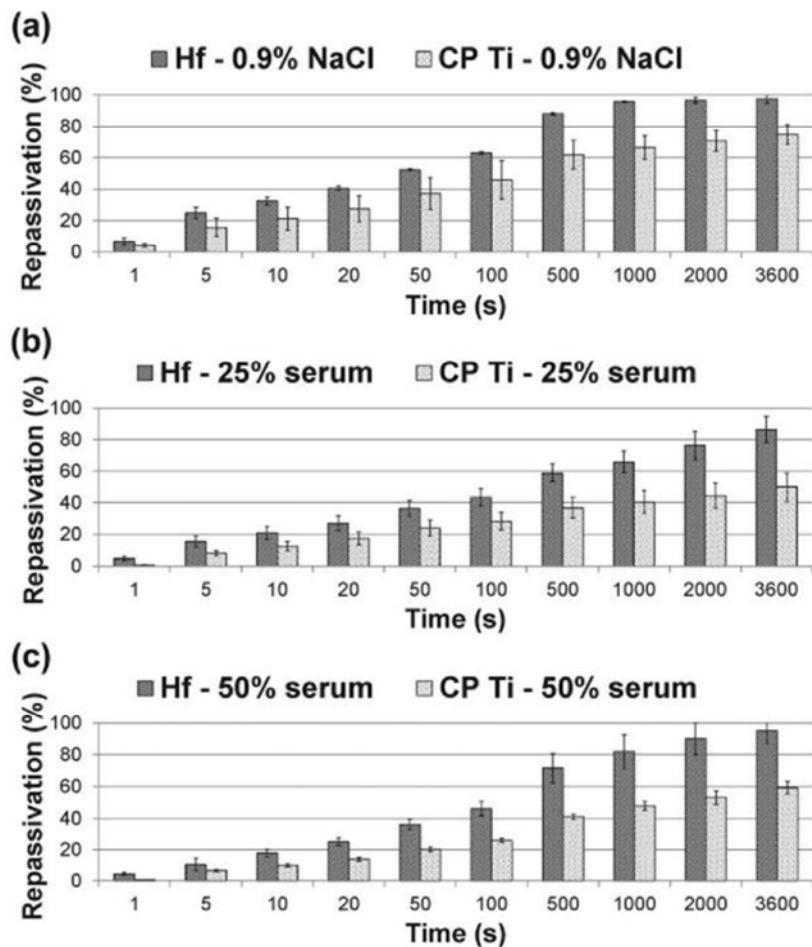 (a)
Hf - 0.9% NaCl CP Ti - 0.9% NaCl
Repassivation (%)
100
80
60
40
20
0
1 5 10 20 50 100 500 1000 2000 3600
Time (s)
(b)
Hf - 25% serum CP Ti - 25% serum
Repassivation (%)
100
80
60
40
20
0
1 5 10 20 50 100 500 1000 2000 3600
Time (s)
(c)
Hf - 50% serum CP Ti - 50% serum
Repassivation (%)
100
80
60
40
20
0
1 5 10 20 50 100 500 1000 2000 3600
Time (s)